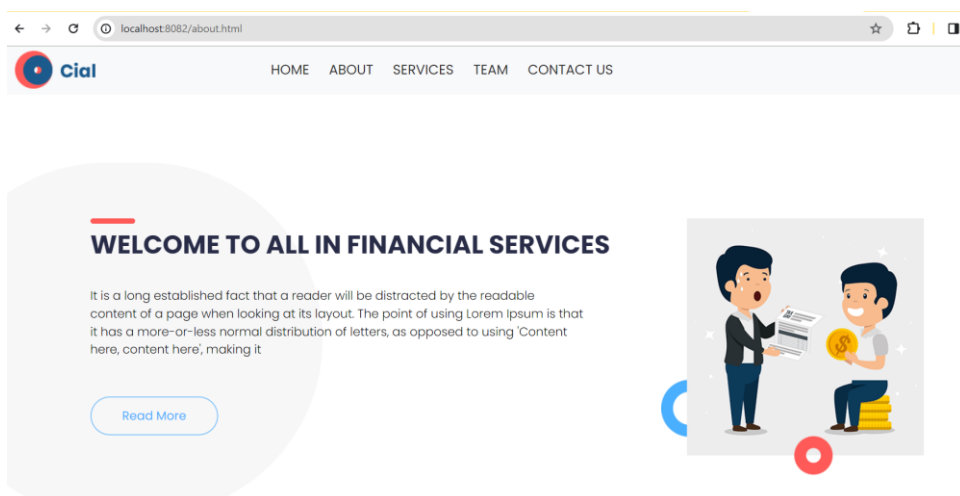 localhost:8082/about.html
Cial
HOME ABOUT SERVICES TEAM CONTACT US
WELCOME TO ALL IN FINANCIAL SERVICES
It is a long established fact that a reader will be distracted by the readable
content of a page when looking at its layout. The point of using Lorem Ipsum is that
it has a more-or-less normal distribution of letters, as opposed to using 'Content
here, content here', making it
Read More
$